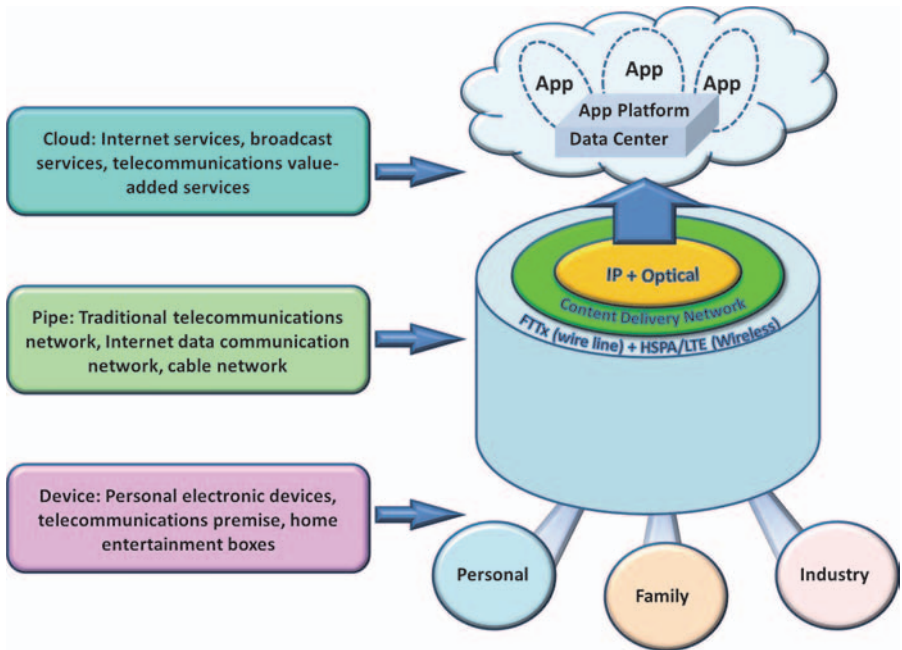 App
App
App
App Platform
Data Center
Cloud: Internet services, broadcast
services, telecommunications value-
added services
IP + Optical
Content Delivery Network
FTTx (wire line) + HSPA/LTE (Wireless)
Pipe: Traditional telecommunications
network, Internet data communication
network, cable network
Device: Personal electronic devices,
telecommunications premise, home
entertainment boxes
Personal
Family
Industry